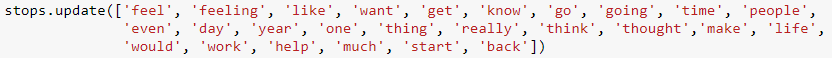 stops.update(['feel', 'feeling', 'like', 'want', 'get', 'know', 'go', 'going', 'time', 'people',
'even', 'day', 'year', 'one', 'thing', 'really', 'think', 'thought','make', 'life',
'would', 'work', 'help', 'much', 'start', 'back'])